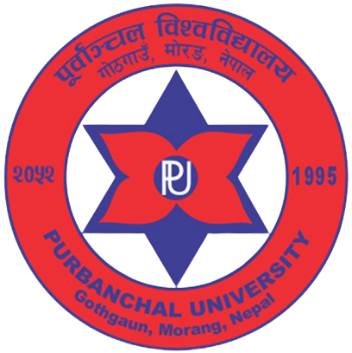 पूर्वाञ्चल विश्वविद्यालय
गोठगाउँ, मोरङ, नेपाल
२०५२
PU
1995
PURBANCHAL UNIVERSITY
Gothgaun, Morang, Nepal